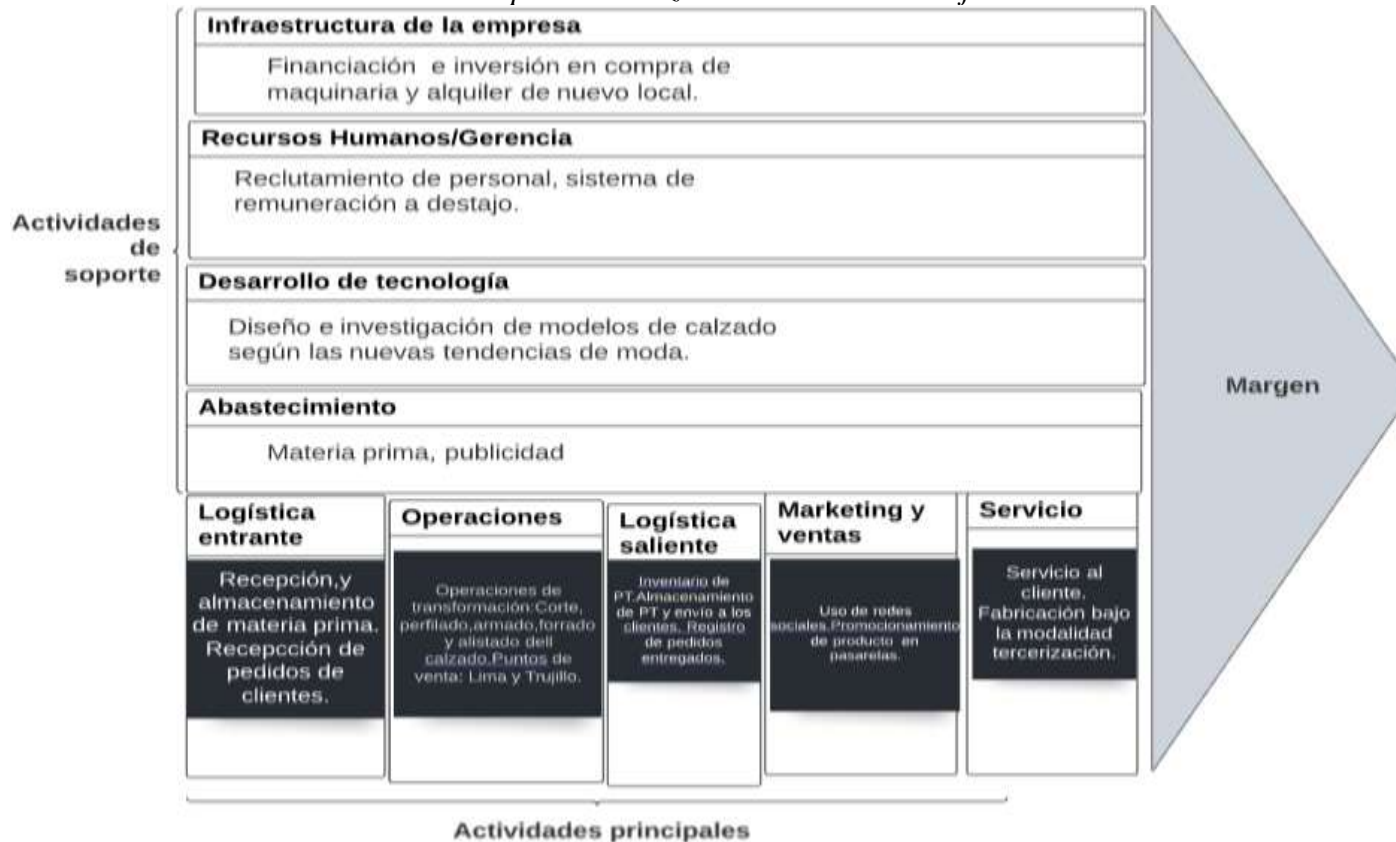 Infraestructura de la empresa
Financiación e inversión en compra de
maquinaria y alquiler de nuevo local.
Recursos Humanos/Gerencia
Reclutamiento de personal, sistema de
remuneración a destajo.
Actividades
de
soporte
Desarrollo de tecnología
Diseño e investigación de modelos de calzado
según las nuevas tendencias de moda.
Margen
Abastecimiento
Materia prima, publicidad
Logística
entrante
Recepción,y
almacenamiento
de materia prima.
Recepcción de
pedidos de
clientes.
Operaciones
Operaciones de
transformación:Corte,
perfilado,armado,forrado
y alistado dell
calzado.Puntos de
venta: Lima y Trujillo.
Logística
saliente
Inventario de
PT.Almacenamiento
de PT y envío a los
clientes. Registro
de pedidos
entregados.
Marketing y
ventas
Uso de redes
sociales.Promocionamiento
de producto en
pasarelas.
Servicio
Servicio al
cliente.
Fabricación bajo
la modalidad
tercerización.
Actividades principales